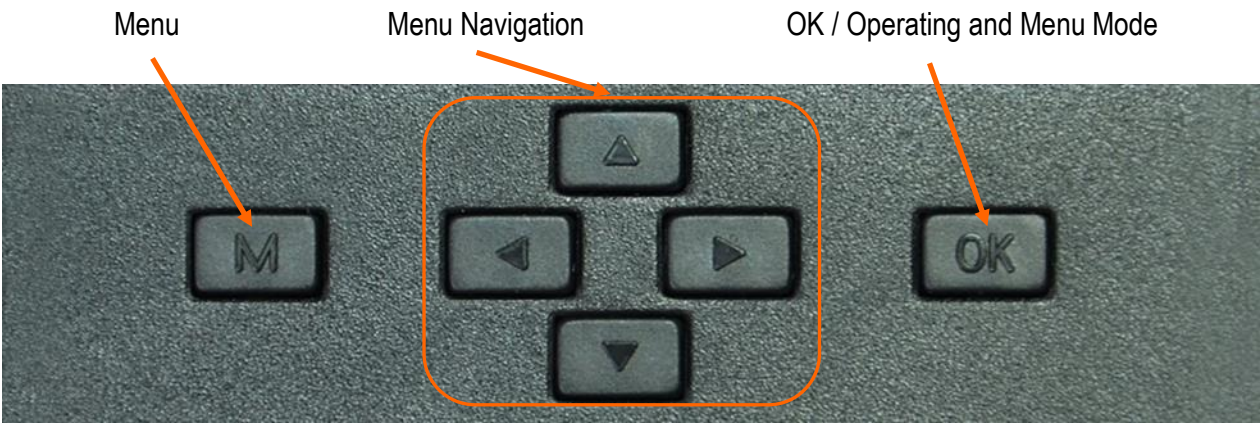 Menu
Menu Navigation
OK / Operating and Menu Mode
M
OK